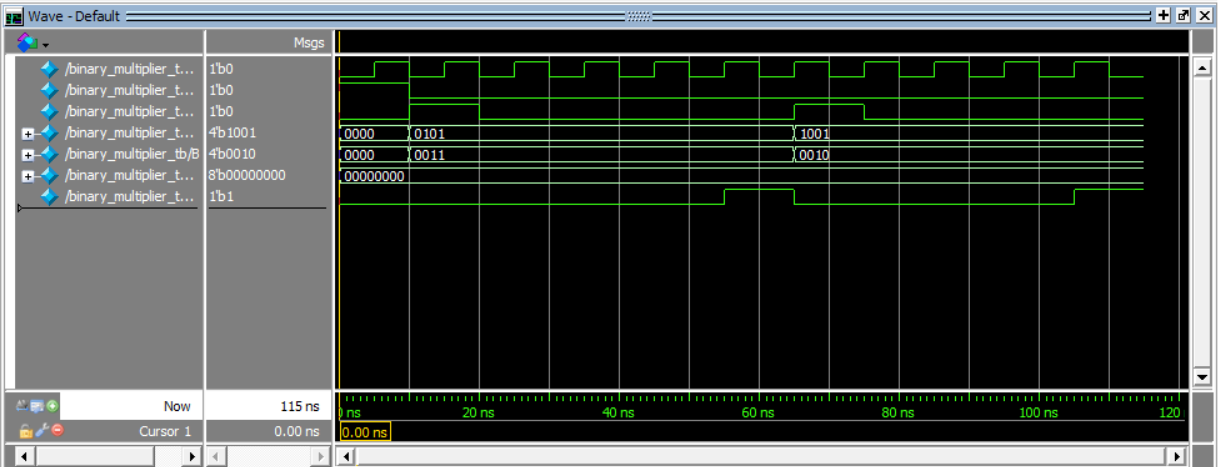 Wave - Default
Msgs
/binary_multiplier_t... 1'b0
/binary_multiplier_t... 1'b0
/binary_multiplier_t... 1'b0
/binary_multiplier_t... 4'b1001 0000 0101 1001
/binary_multiplier_tb/B 4'b0010 0000 0011 0010
/binary_multiplier_t... 8'b00000000 00000000
/binary_multiplier_t... 1'b1
Now 115 ns 0 ns 20 ns 40 ns 60 ns 80 ns 100 ns 120
Cursor 1 0.00 ns 0.00 ns